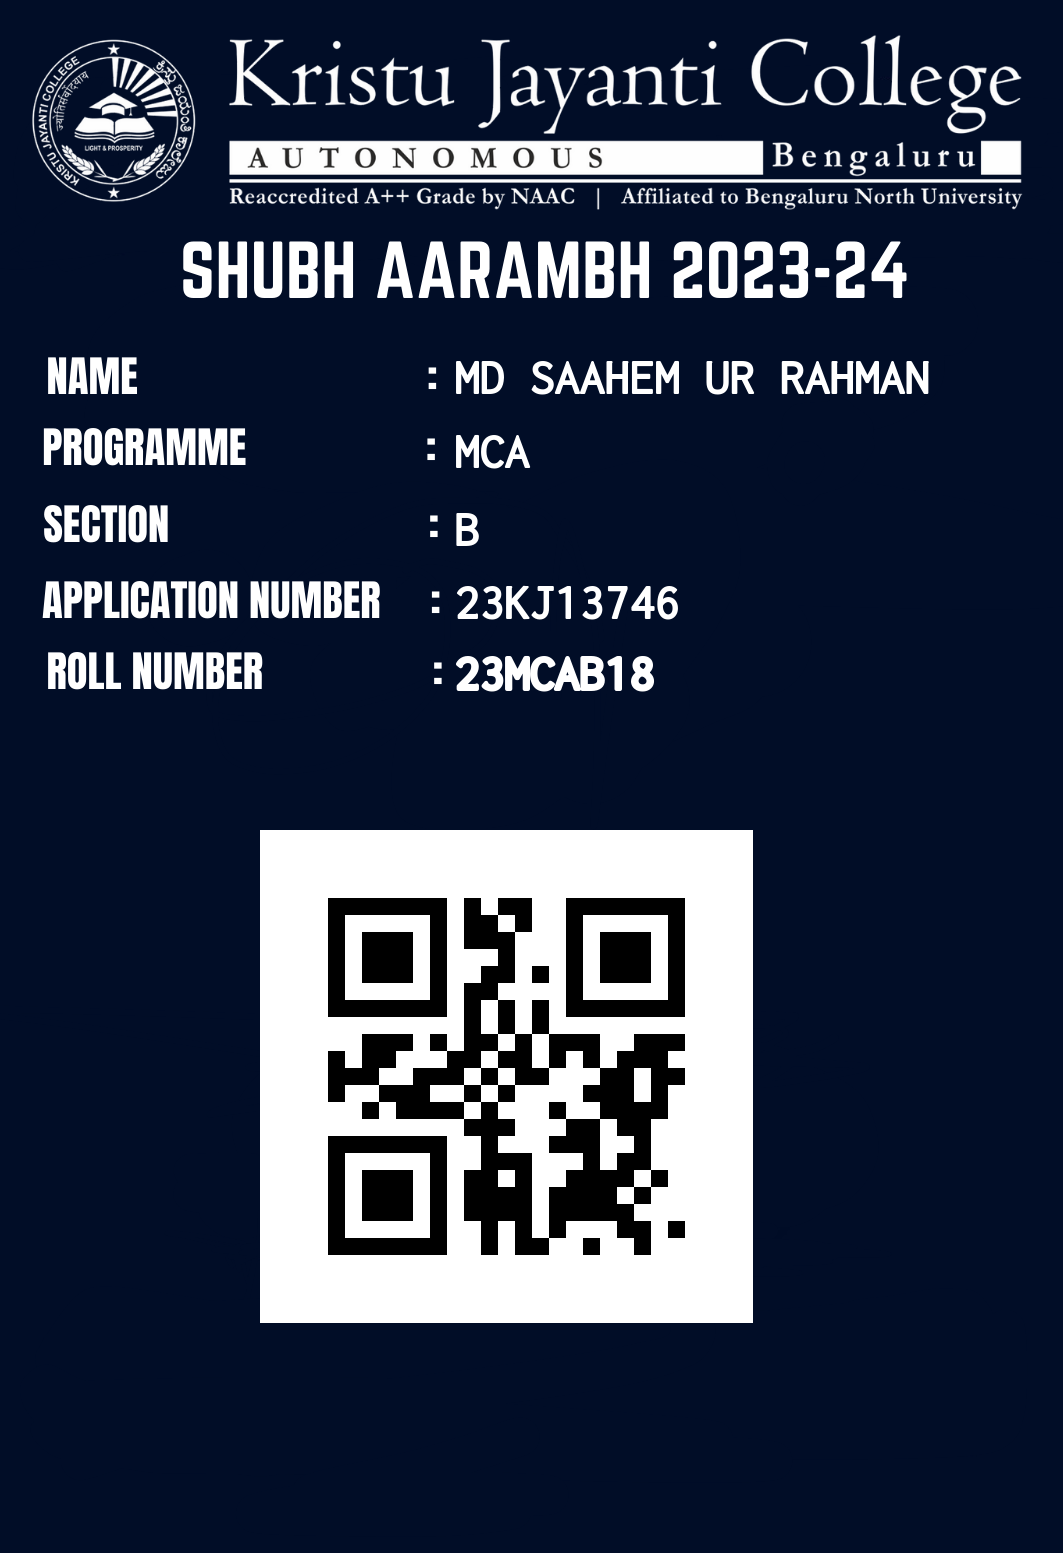 KRISTU JAYANTI COLLEGE
ಕ್ರಿಸ್ತು ಜಯಂತಿ ಕಾಲೇಜು
LIGHT & PROSPERITY
Kristu Jayanti College
AUTONOMOUS Bengaluru
Reaccredited A++ Grade by NAAC | Affiliated to Bengaluru North University
SHUBH AARAMBH 2023-24
NAME : MD SAAHEM UR RAHMAN
PROGRAMME : MCA
SECTION : B
APPLICATION NUMBER : 23KJ13746
ROLL NUMBER : 23MCAB18